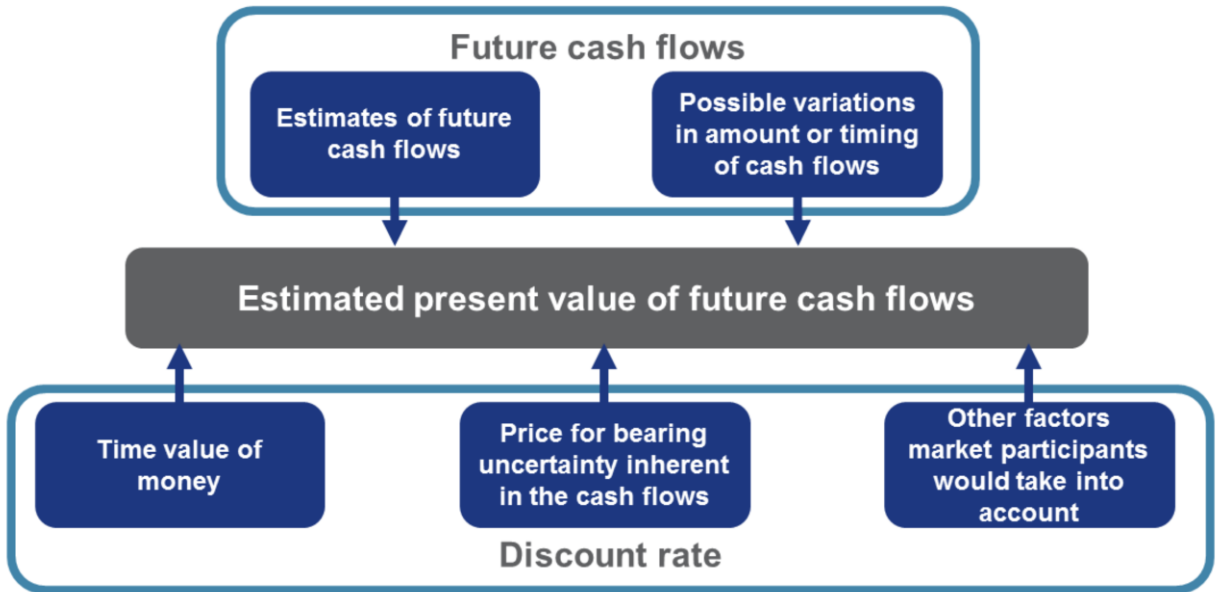 Future cash flows
Estimates of future
cash flows
Possible variations
in amount or timing
of cash flows
Estimated present value of future cash flows
Time value of
money
Price for bearing
uncertainty inherent
in the cash flows
Other factors
market participants
would take into
account
Discount rate